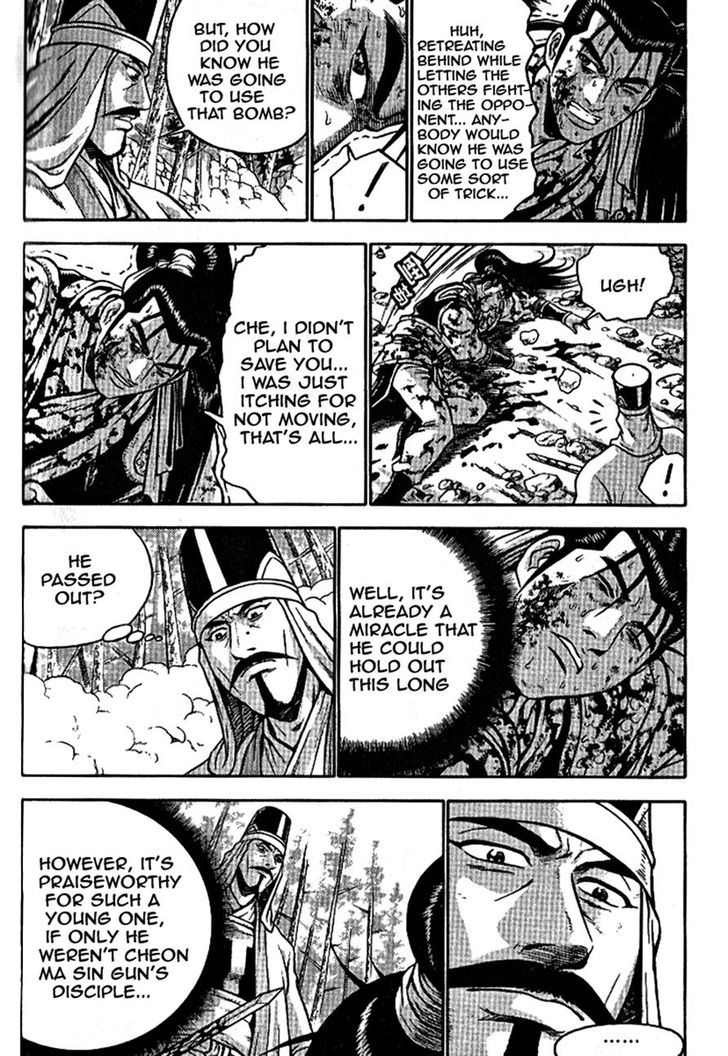 BUT, HOW
DID YOU
KNOW HE
WAS GOING
TO USE
THAT BOMB?
!
HUH,
RETREATING
BEHIND WHILE
LETTING THE
OTHERS FIGHT-
ING THE OPPO-
NENT... ANY-
BODY WOULD
KNOW HE WAS
GOING TO USE
SOME SORT
OF TRICK...
CHE, I DIDN'T
PLAN TO
SAVE YOU...
I WAS JUST
ITCHING FOR
NOT MOVING,
THAT'S ALL...
UGH!
!
HE
PASSED
OUT?
WELL, IT'S
ALREADY A
MIRACLE THAT
HE COULD
HOLD OUT
THIS LONG
HOWEVER, IT'S
PRAISEWORTHY
FOR SUCH A
YOUNG ONE,
IF ONLY HE
WEREN'T CHEON
MA SIN GUN'S
DISCIPLE...
......